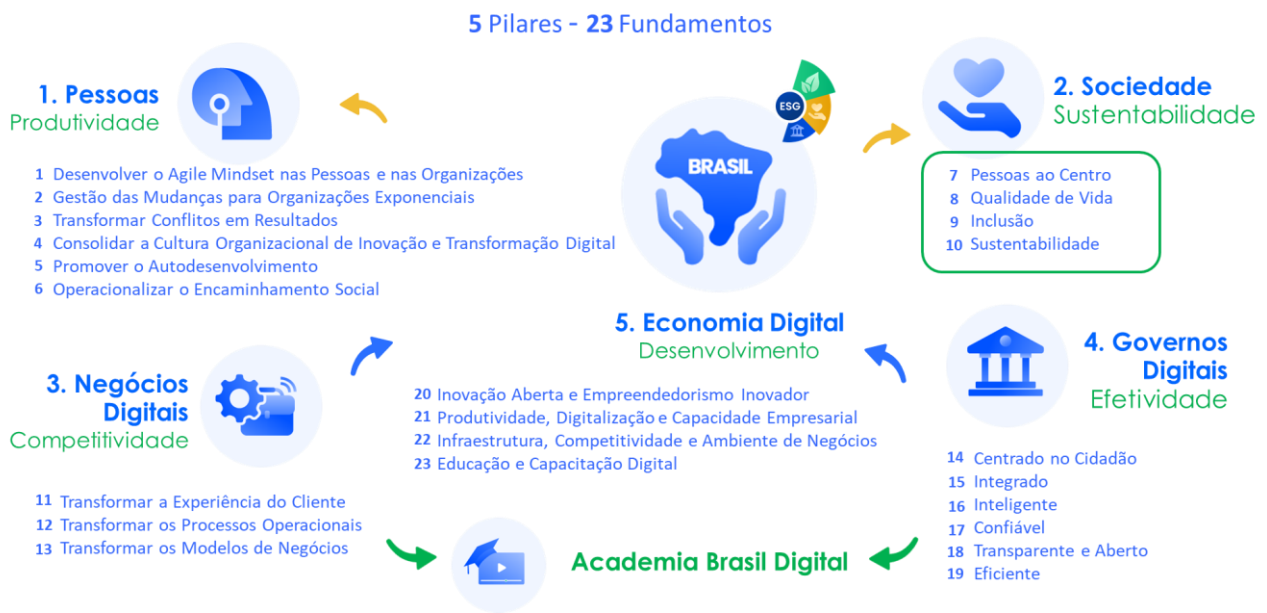 5 Pilares - 23 Fundamentos
1. Pessoas
Produtividade
1 Desenvolver o Agile Mindset nas Pessoas e nas Organizações
2 Gestão das Mudanças para Organizações Exponenciais
3 Transformar Conflitos em Resultados
4 Consolidar a Cultura Organizacional de Inovação e Transformação Digital
5 Promover o Autodesenvolvimento
6 Operacionalizar o Encaminhamento Social
ESG
BRASIL
2. Sociedade
Sustentabilidade
7 Pessoas ao Centro
8 Qualidade de Vida
9 Inclusão
10 Sustentabilidade
3. Negócios
Digitais
Competitividade
11 Transformar a Experiência do Cliente
12 Transformar os Processos Operacionais
13 Transformar os Modelos de Negócios
5. Economia Digital
Desenvolvimento
20 Inovação Aberta e Empreendedorismo Inovador
21 Produtividade, Digitalização e Capacidade Empresarial
22 Infraestrutura, Competitividade e Ambiente de Negócios
23 Educação e Capacitação Digital
4. Governos
Digitais
Efetividade
14 Centrado no Cidadão
15 Integrado
16 Inteligente
17 Confiável
18 Transparente e Aberto
19 Eficiente
Academia Brasil Digital